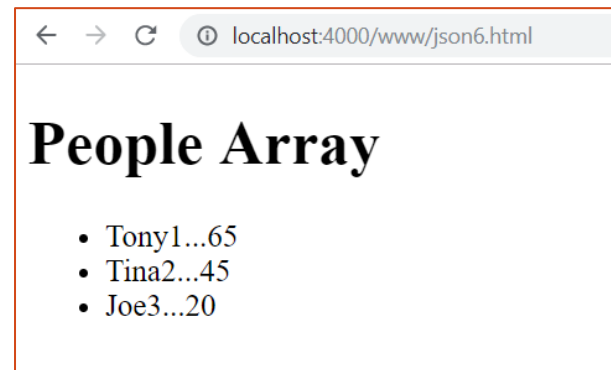 localhost:4000/www/json6.html
People Array
Tony1...65
Tina2...45
Joe3...20